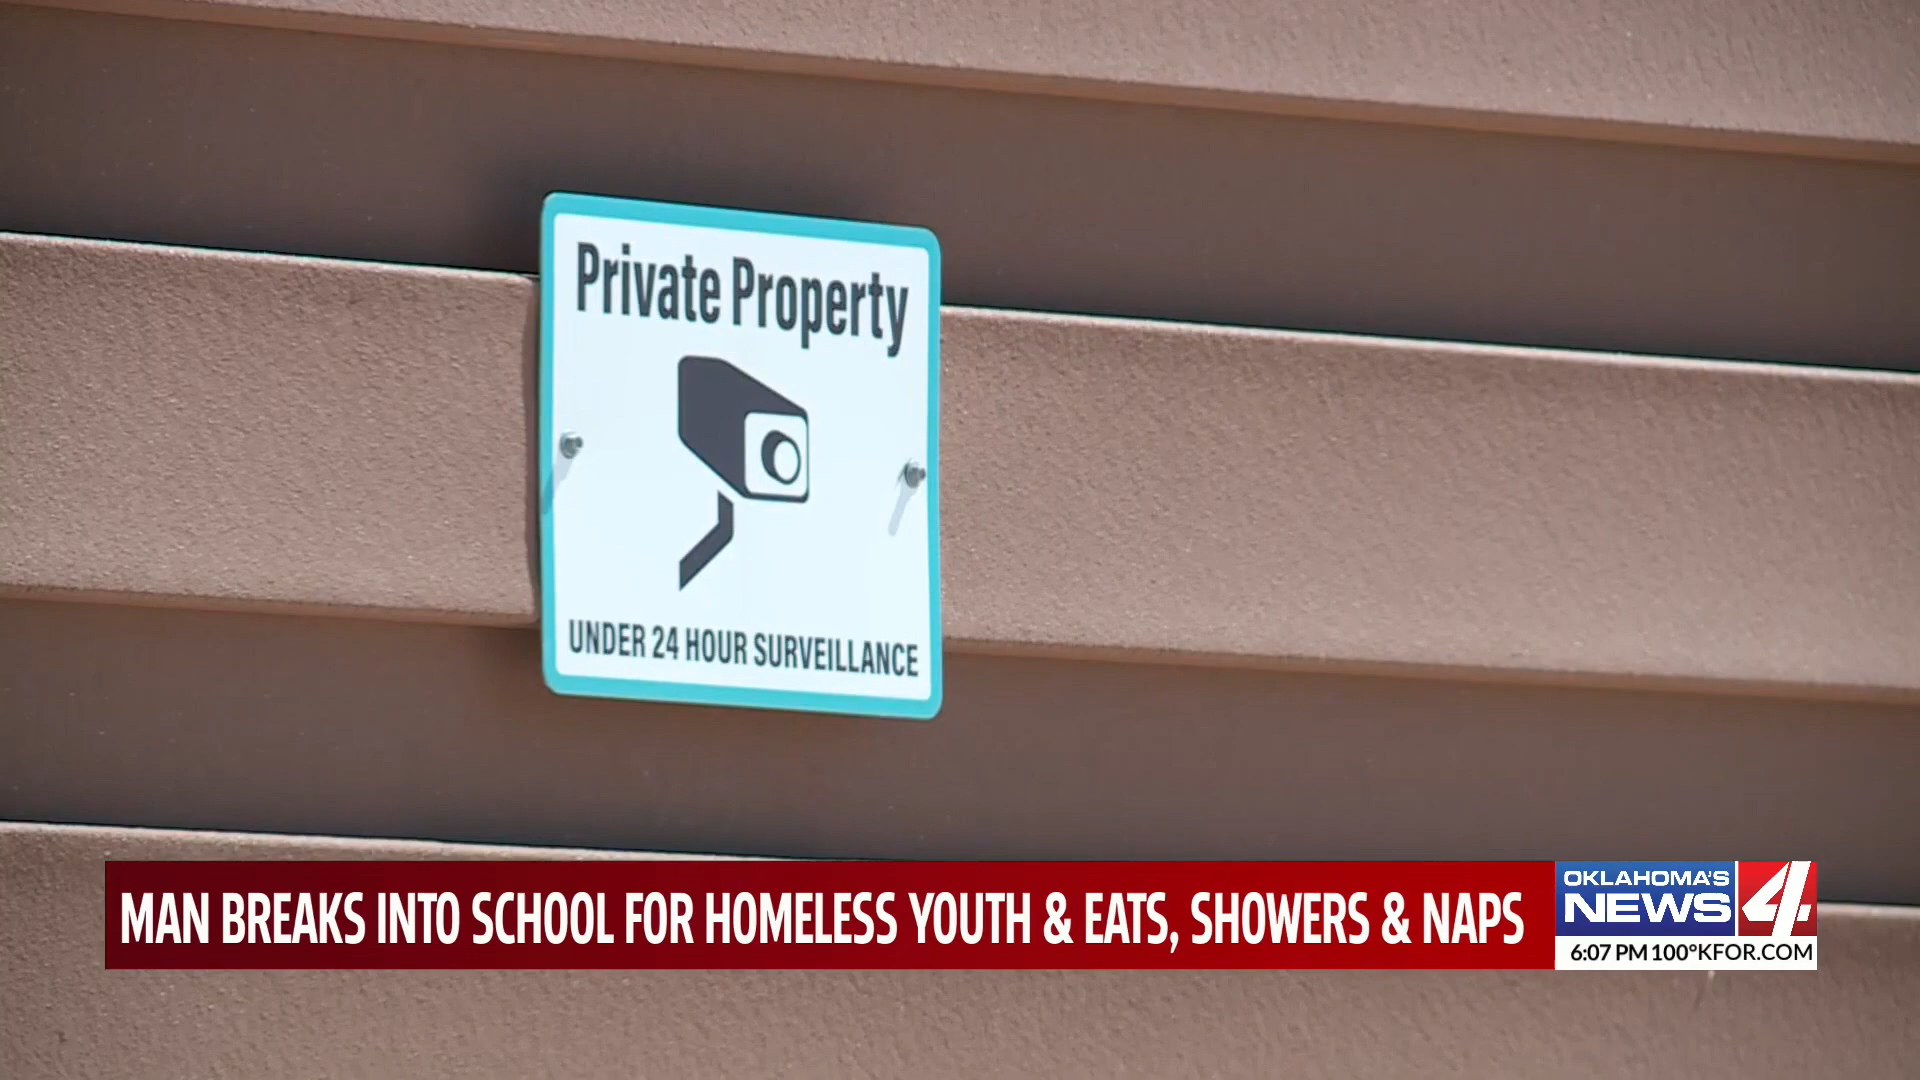 Private Property
UNDER 24 HOUR SURVEILLANCE
MAN BREAKS INTO SCHOOL FOR HOMELESS YOUTH & EATS, SHOWERS & NAPS
OKLAHOMA'S
NEWS 4
6:07 PM 100° KFOR.COM